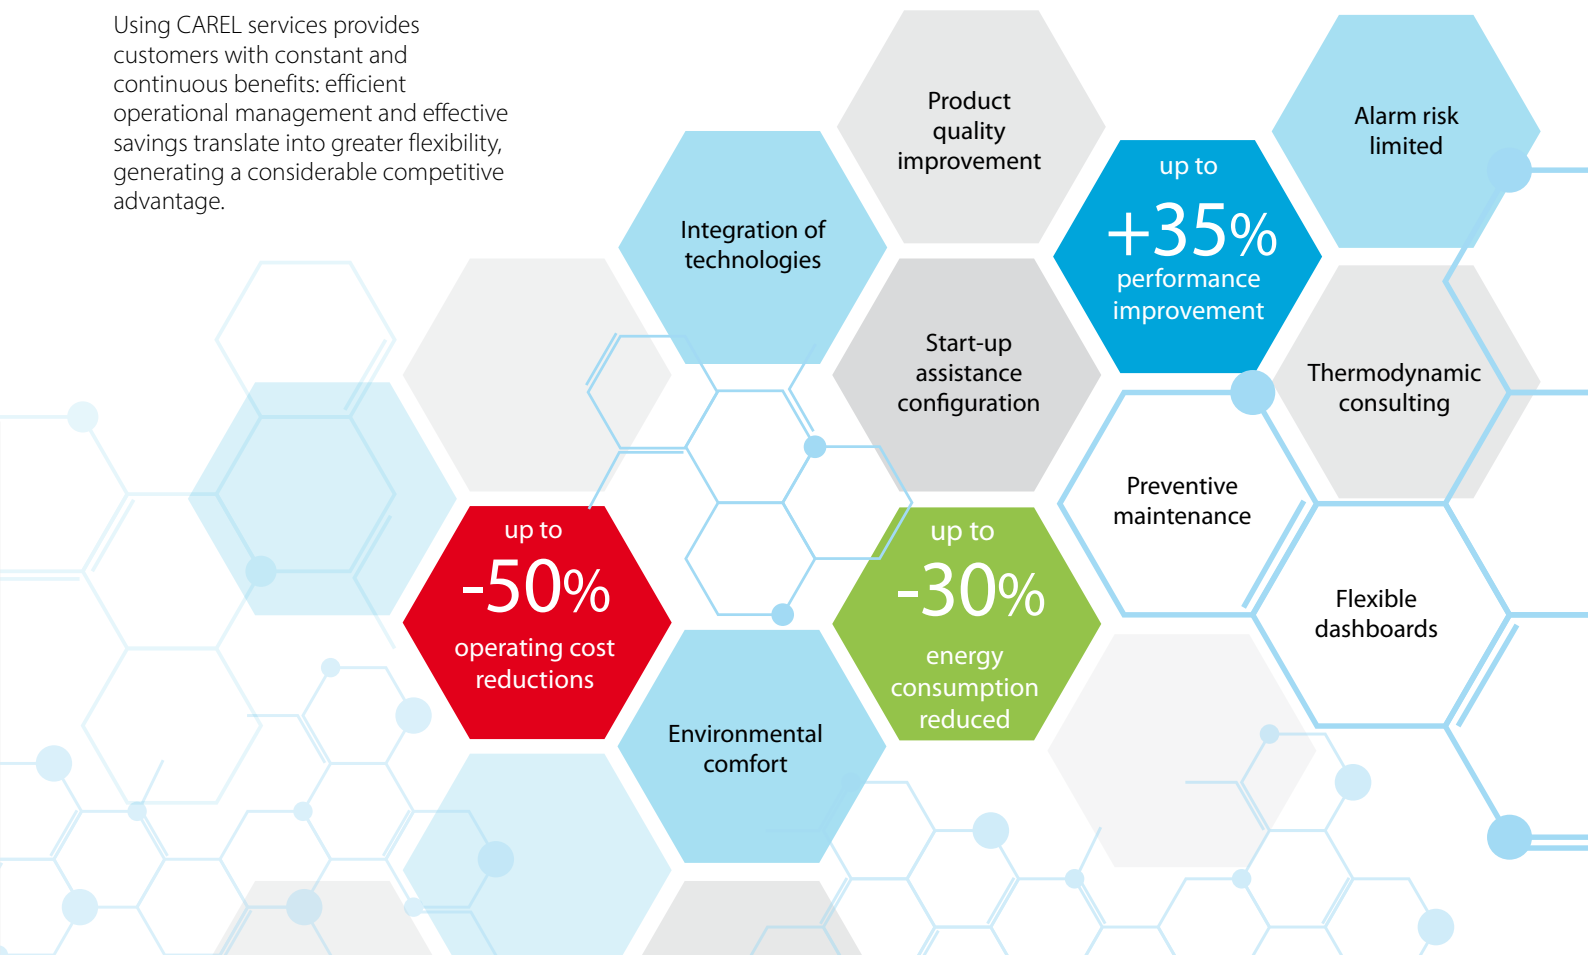 Using CAREL services provides
customers with constant and
continuous benefits: efficient
operational management and effective
savings translate into greater flexibility,
generating a considerable competitive
advantage.
Product
quality
improvement
Alarm risk
limited
up to
+35%
performance
improvement
Integration of
technologies
Start-up
assistance
configuration
Thermodynamic
consulting
Preventive
maintenance
up to
-50%
operating cost
reductions
up to
-30%
energy
consumption
reduced
Flexible
dashboards
Environmental
comfort